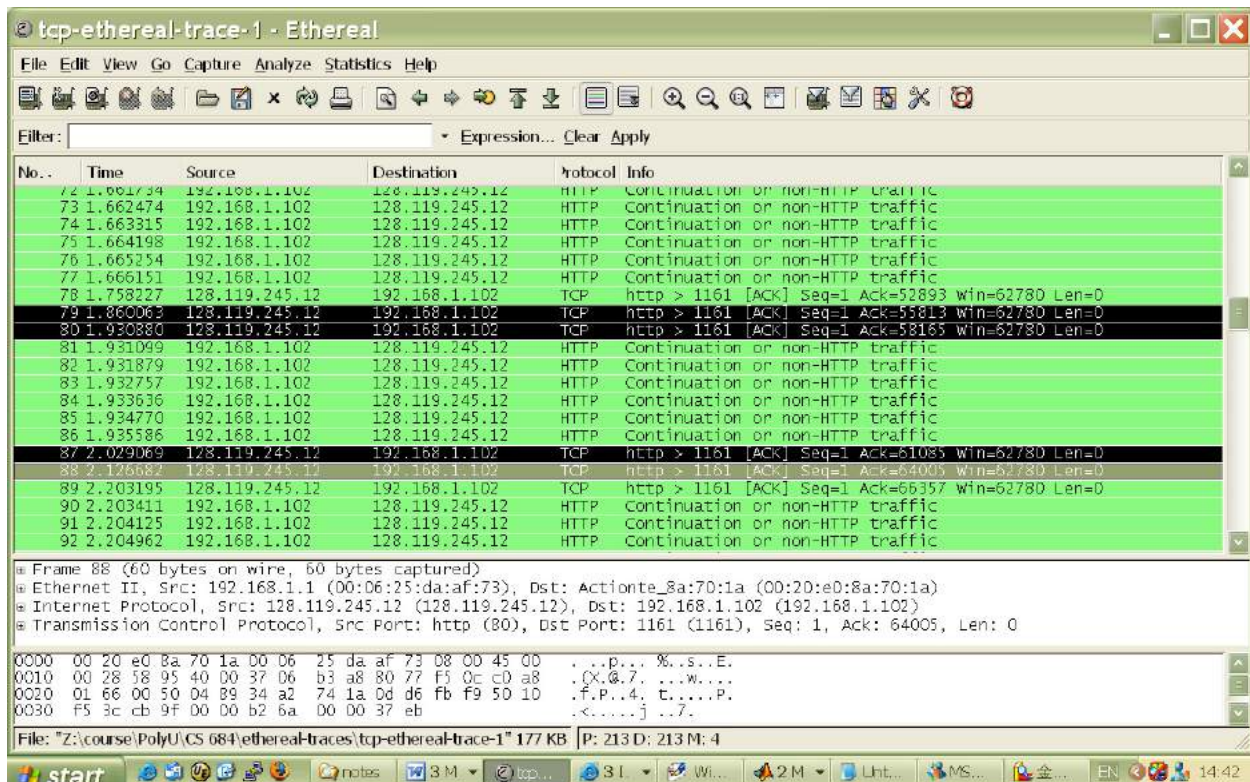 tcp-ethereal-trace-1 - Ethereal
File Edit View Go Capture Analyze Statistics Help
Filter: Expression... Clear Apply
No. . Time Source Destination Protocol Info
72 1.661734 192.168.1.102 128.119.245.12 HTTP Continuation or non-HTTP traffic
73 1.662474 192.168.1.102 128.119.245.12 HTTP Continuation or non-HTTP traffic
74 1.663315 192.168.1.102 128.119.245.12 HTTP Continuation or non-HTTP traffic
75 1.664198 192.168.1.102 128.119.245.12 HTTP Continuation or non-HTTP traffic
76 1.665254 192.168.1.102 128.119.245.12 HTTP Continuation or non-HTTP traffic
77 1.666151 192.168.1.102 128.119.245.12 HTTP Continuation or non-HTTP traffic
78 1.758227 128.119.245.12 192.168.1.102 TCP http > 1161 [ACK] Seq=1 Ack=52893 Win=62780 Len=0
79 1.860063 128.119.245.12 192.168.1.102 TCP http > 1161 [ACK] Seq=1 Ack=55813 Win=62780 Len=0
80 1.930880 128.119.245.12 192.168.1.102 TCP http > 1161 [ACK] Seq=1 Ack=58165 Win=62780 Len=0
81 1.931099 192.168.1.102 128.119.245.12 HTTP Continuation or non-HTTP traffic
82 1.931879 192.168.1.102 128.119.245.12 HTTP Continuation or non-HTTP traffic
83 1.932757 192.168.1.102 128.119.245.12 HTTP Continuation or non-HTTP traffic
84 1.933636 192.168.1.102 128.119.245.12 HTTP Continuation or non-HTTP traffic
85 1.934770 192.168.1.102 128.119.245.12 HTTP Continuation or non-HTTP traffic
86 1.935586 192.168.1.102 128.119.245.12 HTTP Continuation or non-HTTP traffic
87 2.029069 128.119.245.12 192.168.1.102 TCP http > 1161 [ACK] Seq=1 Ack=61085 Win=62780 Len=0
88 2.126682 128.119.245.12 192.168.1.102 TCP http > 1161 [ACK] Seq=1 Ack=64005 Win=62780 Len=0
89 2.203195 128.119.245.12 192.168.1.102 TCP http > 1161 [ACK] Seq=1 Ack=66357 Win=62780 Len=0
90 2.203411 192.168.1.102 128.119.245.12 HTTP Continuation or non-HTTP traffic
91 2.204125 192.168.1.102 128.119.245.12 HTTP Continuation or non-HTTP traffic
92 2.204962 192.168.1.102 128.119.245.12 HTTP Continuation or non-HTTP traffic
Frame 88 (60 bytes on wire, 60 bytes captured)
Ethernet II, Src: 192.168.1.1 (00:06:25:da:af:73), Dst: Actionte_8a:70:1a (00:20:e0:8a:70:1a)
Internet Protocol, Src: 128.119.245.12 (128.119.245.12), Dst: 192.168.1.102 (192.168.1.102)
Transmission Control Protocol, Src Port: http (80), Dst Port: 1161 (1161), Seq: 1, Ack: 64005, Len: 0
0000 00 20 e0 8a 70 1a 00 06 25 da af 73 08 00 45 00 . ..p... %..s..E.
0010 00 28 58 95 40 00 37 06 b3 a8 80 77 f5 0c c0 a8 .(X.@.7. ...w....
0020 01 66 00 50 04 89 34 a2 74 1a 0d d6 fb f9 50 10 .f.P..4. t.....P.
0030 f5 3c cb 9f 00 00 b2 6a 00 00 37 eb .<.....j ..7.
File: "Z:\course\PolyU\CS 684\ethereal-traces\tcp-ethereal-trace-1" 177 KB P: 213 D: 213 M: 4
start notes 3 M tcp... 3 I. Wi... 2 M Unt... MS... 金... EN 14:42